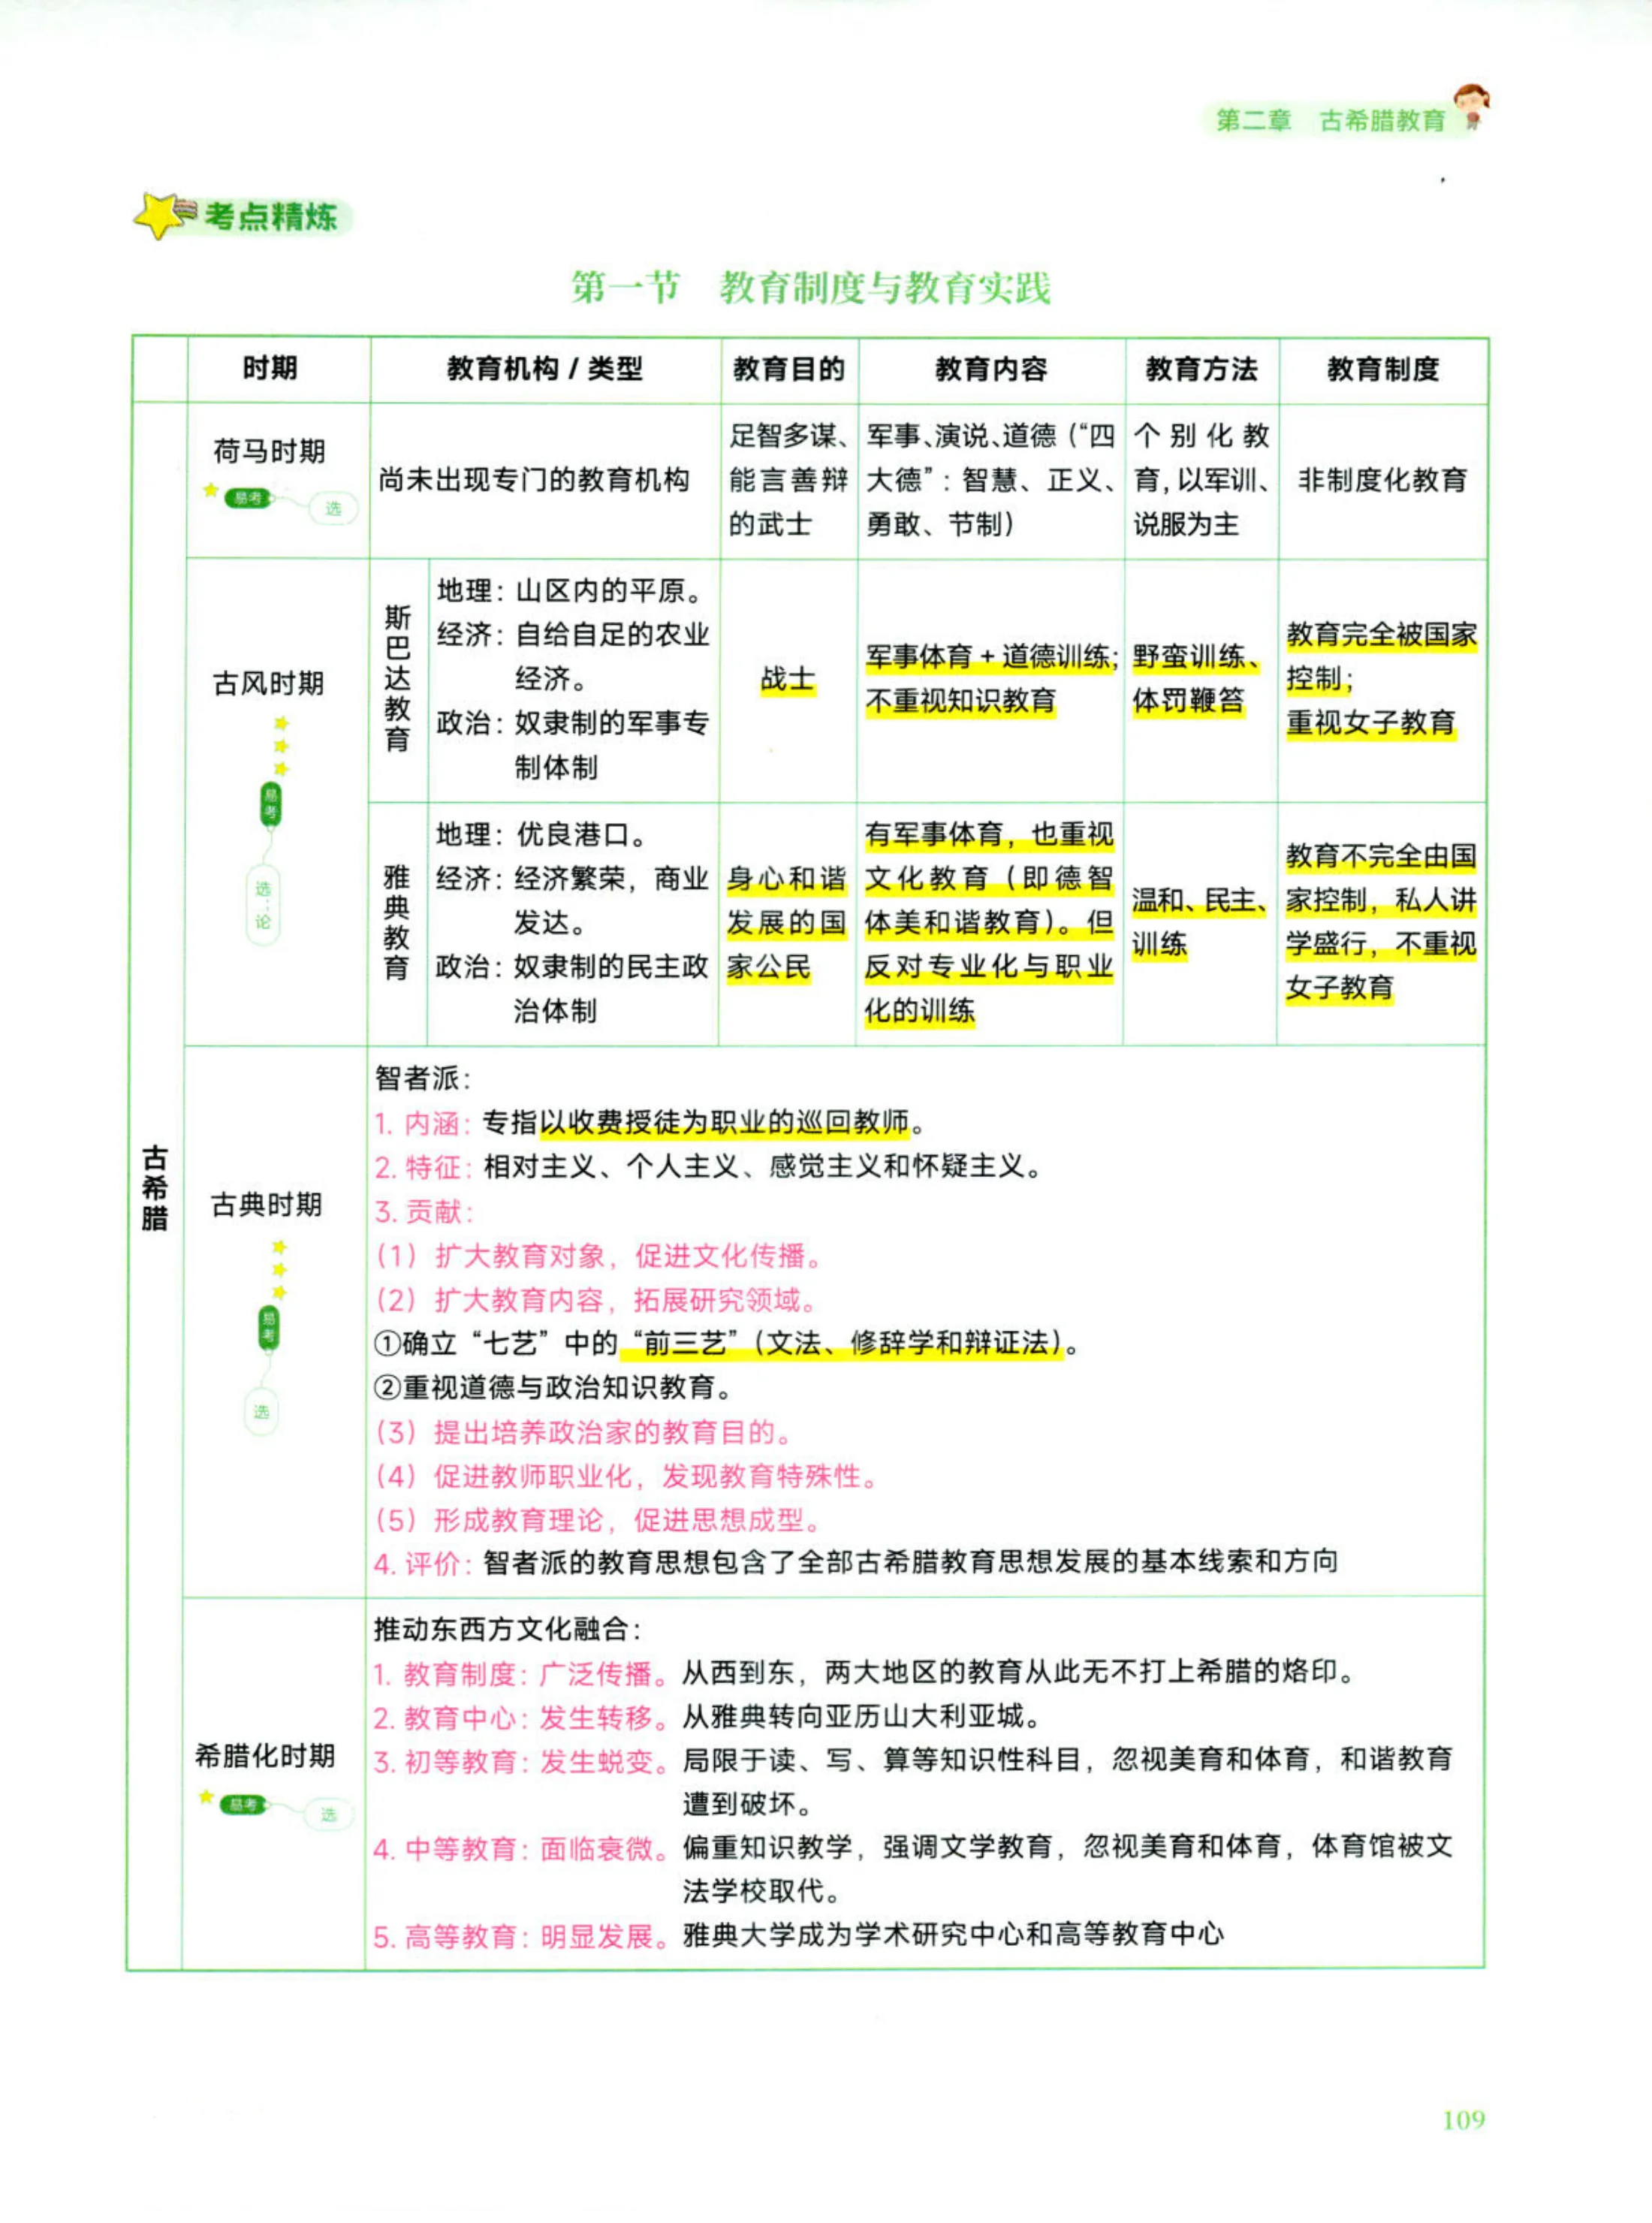 第二章 古希腊教育
考点精炼
第一节 教育制度与教育实践
时期 教育机构 / 类型 教育目的 教育内容 教育方法 教育制度
古希腊
荷马时期
易考 选
尚未出现专门的教育机构
足智多谋、
能言善辩
的武士
军事、演说、道德（“四
大德”：智慧、正义、
勇敢、节制）
个别化教
育，以军训、
说服为主
非制度化教育
古风时期
易考
选 论
斯巴达教育
地理：山区内的平原。
经济：自给自足的农业
经济。
政治：奴隶制的军事专
制体制
战士
军事体育 + 道德训练；
不重视知识教育
野蛮训练、
体罚鞭笞
教育完全被国家
控制；
重视女子教育
雅典教育
地理：优良港口。
经济：经济繁荣，商业
发达。
政治：奴隶制的民主政
治体制
身心和谐
发展的国
家公民
有军事体育，也重视
文化教育（即德智
体美和谐教育）。但
反对专业化与职业
化的训练
温和、民主、
训练
教育不完全由国
家控制，私人讲
学盛行，不重视
女子教育
古典时期
易考
选
智者派：
1. 内涵：专指以收费授徒为职业的巡回教师。
2. 特征：相对主义、个人主义、感觉主义和怀疑主义。
3. 贡献：
（1）扩大教育对象，促进文化传播。
（2）扩大教育内容，拓展研究领域。
①确立“七艺”中的“前三艺”（文法、修辞学和辩证法）。
②重视道德与政治知识教育。
（3）提出培养政治家的教育目的。
（4）促进教师职业化，发现教育特殊性。
（5）形成教育理论，促进思想成型。
4. 评价：智者派的教育思想包含了全部古希腊教育思想发展的基本线索和方向
希腊化时期
易考 选
推动东西方文化融合：
1. 教育制度：广泛传播。从西到东，两大地区的教育从此无不打上希腊的烙印。
2. 教育中心：发生转移。从雅典转向亚历山大利亚城。
3. 初等教育：发生蜕变。局限于读、写、算等知识性科目，忽视美育和体育，和谐教育
遭到破坏。
4. 中等教育：面临衰微。偏重知识教学，强调文学教育，忽视美育和体育，体育馆被文
法学校取代。
5. 高等教育：明显发展。雅典大学成为学术研究中心和高等教育中心
109